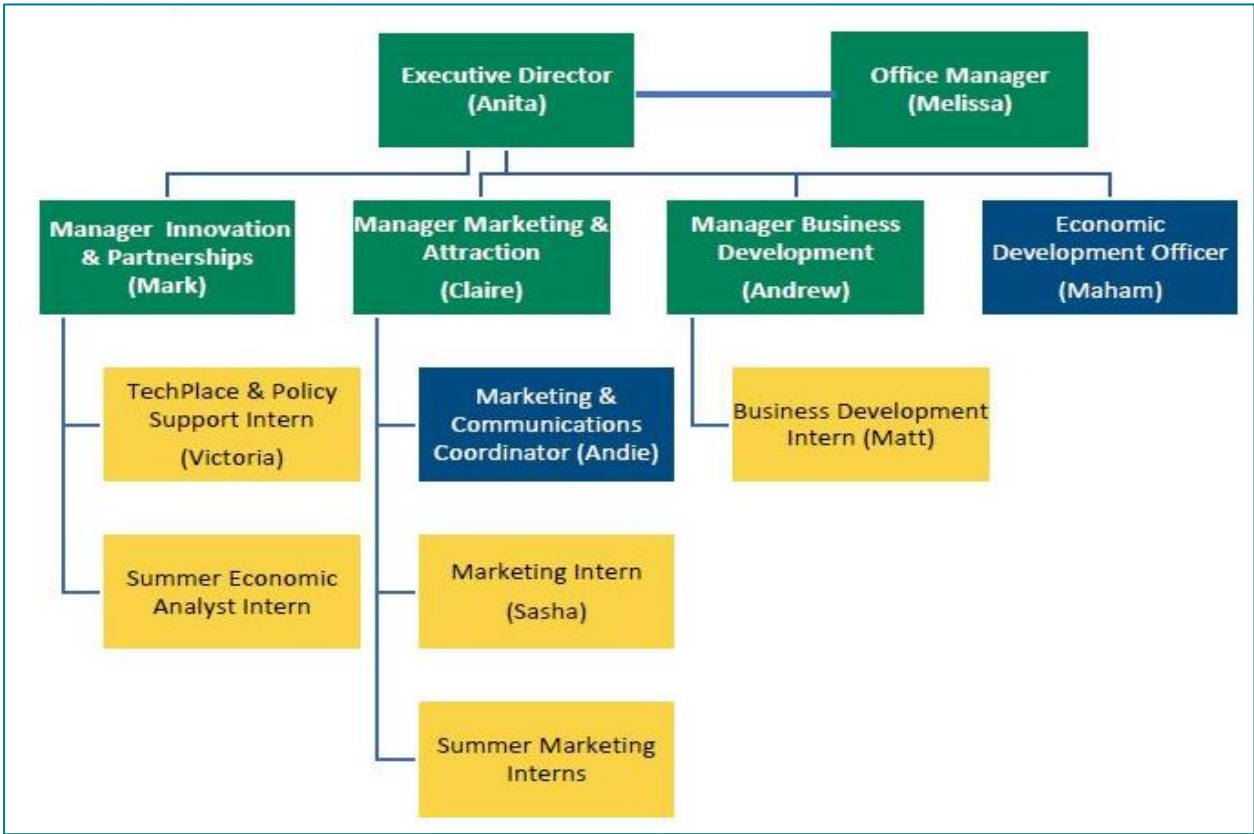 Executive Director
(Anita)
Office Manager
(Melissa)
Manager Innovation
& Partnerships
(Mark)
Manager Marketing &
Attraction
(Claire)
Manager Business
Development
(Andrew)
Economic
Development Officer
(Maham)
TechPlace & Policy
Support Intern
(Victoria)
Marketing &
Communications
Coordinator (Andie)
Business Development
Intern (Matt)
Summer Economic
Analyst Intern
Marketing Intern
(Sasha)
Summer Marketing
Interns